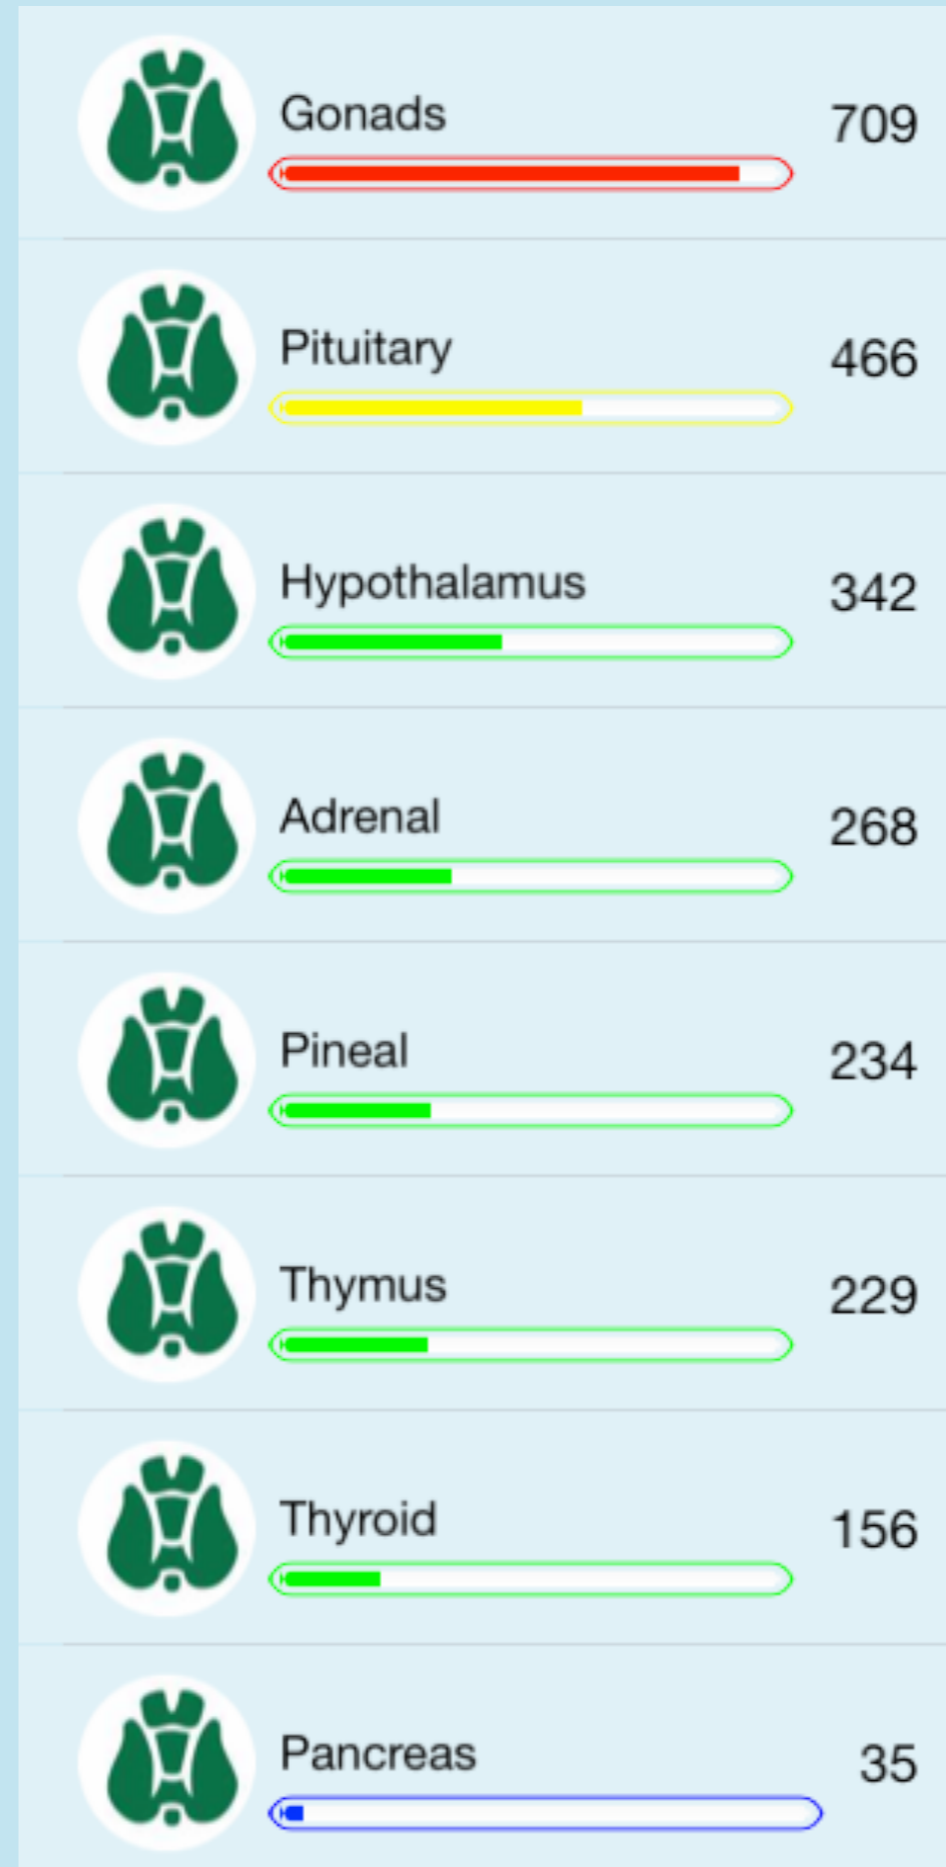 Gonads 709
Pituitary 466
Hypothalamus 342
Adrenal 268
Pineal 234
Thymus 229
Thyroid 156
Pancreas 35